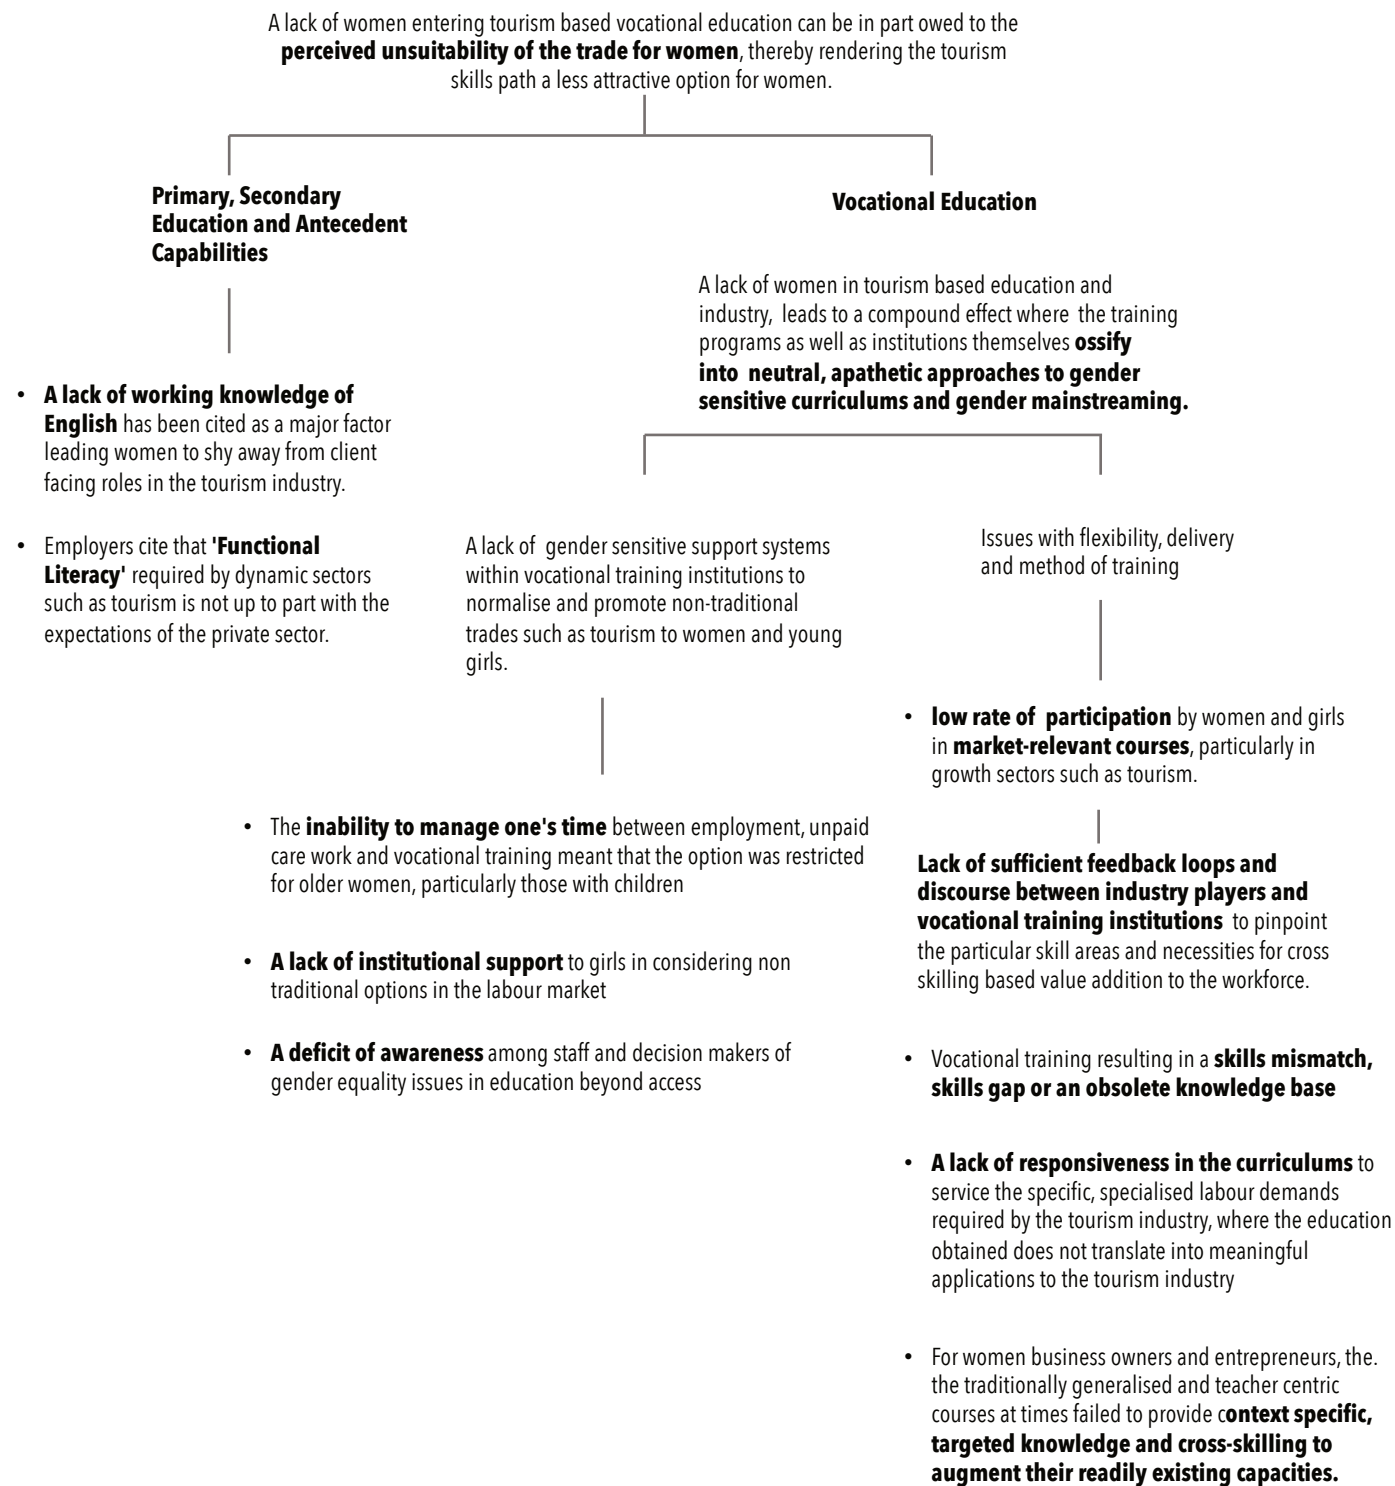 A lack of women entering tourism based vocational education can be in part owed to the
perceived unsuitability of the trade for women, thereby rendering the tourism
skills path a less attractive option for women.
Primary, Secondary
Education and Antecedent
Capabilities
• A lack of working knowledge of
English has been cited as a major factor
leading women to shy away from client
facing roles in the tourism industry.
• Employers cite that 'Functional
Literacy' required by dynamic sectors
such as tourism is not up to part with the
expectations of the private sector.
Vocational Education
A lack of women in tourism based education and
industry, leads to a compound effect where the training
programs as well as institutions themselves ossify
into neutral, apathetic approaches to gender
sensitive curriculums and gender mainstreaming.
A lack of gender sensitive support systems
within vocational training institutions to
normalise and promote non-traditional
trades such as tourism to women and young
girls.
• The inability to manage one's time between employment, unpaid
care work and vocational training meant that the option was restricted
for older women, particularly those with children
• A lack of institutional support to girls in considering non
traditional options in the labour market
• A deficit of awareness among staff and decision makers of
gender equality issues in education beyond access
Issues with flexibility, delivery
and method of training
• low rate of participation by women and girls
in market-relevant courses, particularly in
growth sectors such as tourism.
Lack of sufficient feedback loops and
discourse between industry players and
vocational training institutions to pinpoint
the particular skill areas and necessities for cross
skilling based value addition to the workforce.
• Vocational training resulting in a skills mismatch,
skills gap or an obsolete knowledge base
• A lack of responsiveness in the curriculums to
service the specific, specialised labour demands
required by the tourism industry, where the education
obtained does not translate into meaningful
applications to the tourism industry
• For women business owners and entrepreneurs, the.
the traditionally generalised and teacher centric
courses at times failed to provide context specific,
targeted knowledge and cross-skilling to
augment their readily existing capacities.